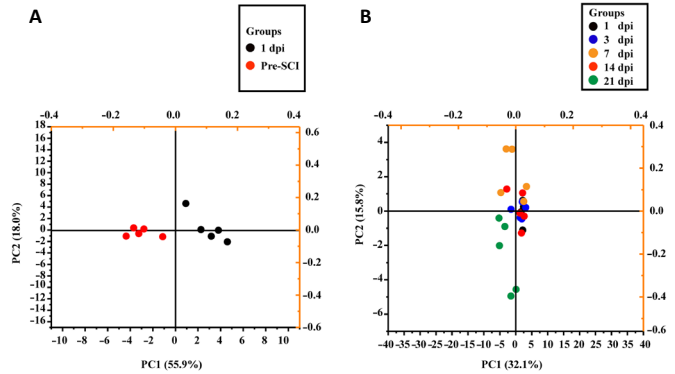 A
Groups
1 dpi
Pre-SCI
−0.4 −0.2 0.0 0.2 0.4
18
16
14
12
10
8
6
4
2
0
−2
−4
−6
−8
−10
−12
−14
−16
0.6
0.4
0.2
0.0
−0.2
−0.4
−0.6
PC2 (18.0%)
−10 −8 −6 −4 −2 0 2 4 6 8 10
PC1 (55.9%)
B
Groups
1 dpi
3 dpi
7 dpi
14 dpi
21 dpi
−0.4 −0.2 0.0 0.2 0.4
4
2
0
−2
−4
−6
0.4
0.2
0.0
−0.2
−0.4
−0.6
PC2 (15.8%)
−40 −35 −30 −25 −20 −15 −10 −5 0 5 10 15 20 25 30 35 40
PC1 (32.1%)